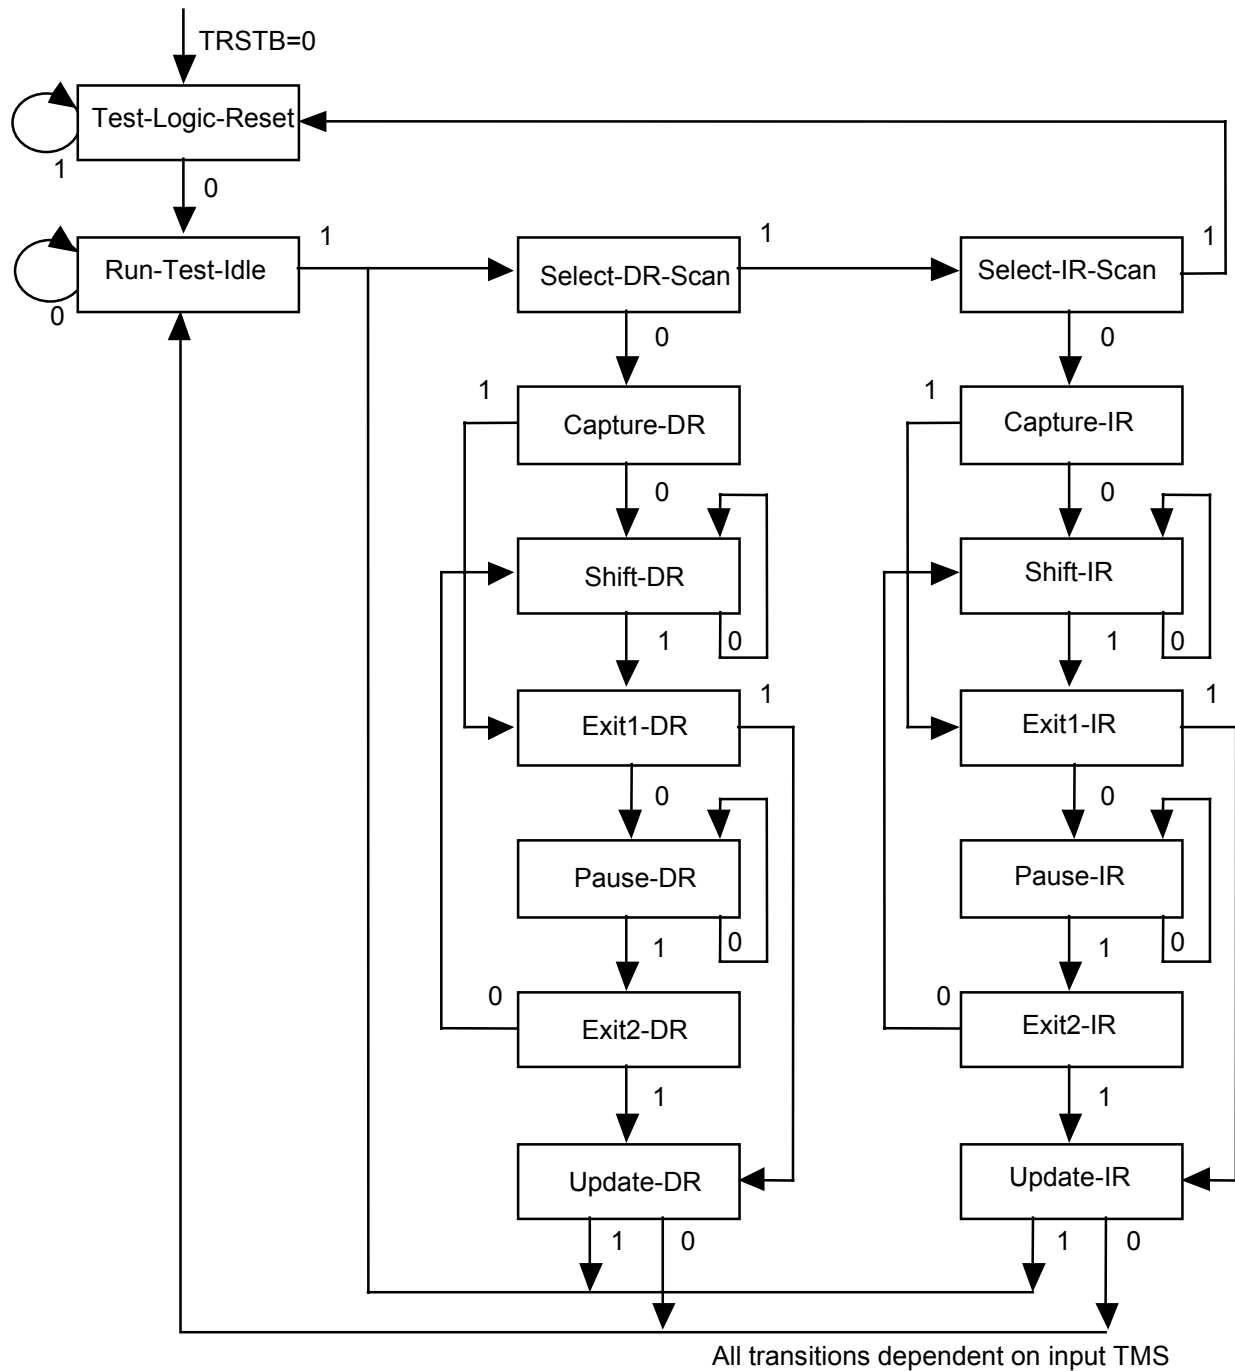 TRSTB=0
Test-Logic-Reset
1
0
Run-Test-Idle
1
0
Select-DR-Scan
1
Select-IR-Scan
1
0
0
1
Capture-DR
1
Capture-IR
0
0
Shift-DR
Shift-IR
1
0
1
0
Exit1-DR
1
Exit1-IR
1
0
0
Pause-DR
Pause-IR
1
0
1
0
0
Exit2-DR
0
Exit2-IR
1
1
Update-DR
Update-IR
1
0
1
0
All transitions dependent on input TMS